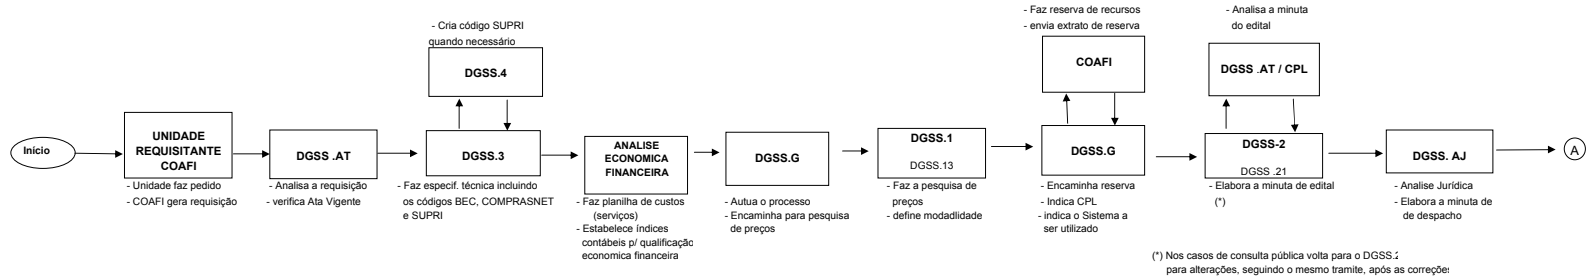 Início
UNIDADE
REQUISITANTE
COAFI
- Unidade faz pedido
- COAFI gera requisição
DGSS .AT
- Analisa a requisição
- verifica Ata Vigente
- Cria código SUPRI
quando necessário
DGSS.4
DGSS.3
- Faz especif. técnica incluindo
os códigos BEC, COMPRASNET
e SUPRI
ANALISE
ECONOMICA
FINANCEIRA
- Faz planilha de custos
(serviços)
- Estabelece índices
contábeis p/ qualificação
economica financeira
DGSS.G
- Autua o processo
- Encaminha para pesquisa
de preços
DGSS.1
DGSS.13
- Faz a pesquisa de
preços
- define modadlidade
- Faz reserva de recursos
- envia extrato de reserva
COAFI
DGSS.G
- Encaminha reserva
- Indica CPL
- indica o Sistema a
ser utilizado
- Analisa a minuta
do edital
DGSS .AT / CPL
DGSS-2
DGSS .21
- Elabora a minuta de edital
(*)
DGSS. AJ
- Analise Jurídica
- Elabora a minuta de
de despacho
A
(*) Nos casos de consulta pública volta para o DGSS.2
para alterações, seguindo o mesmo tramite, após as correções